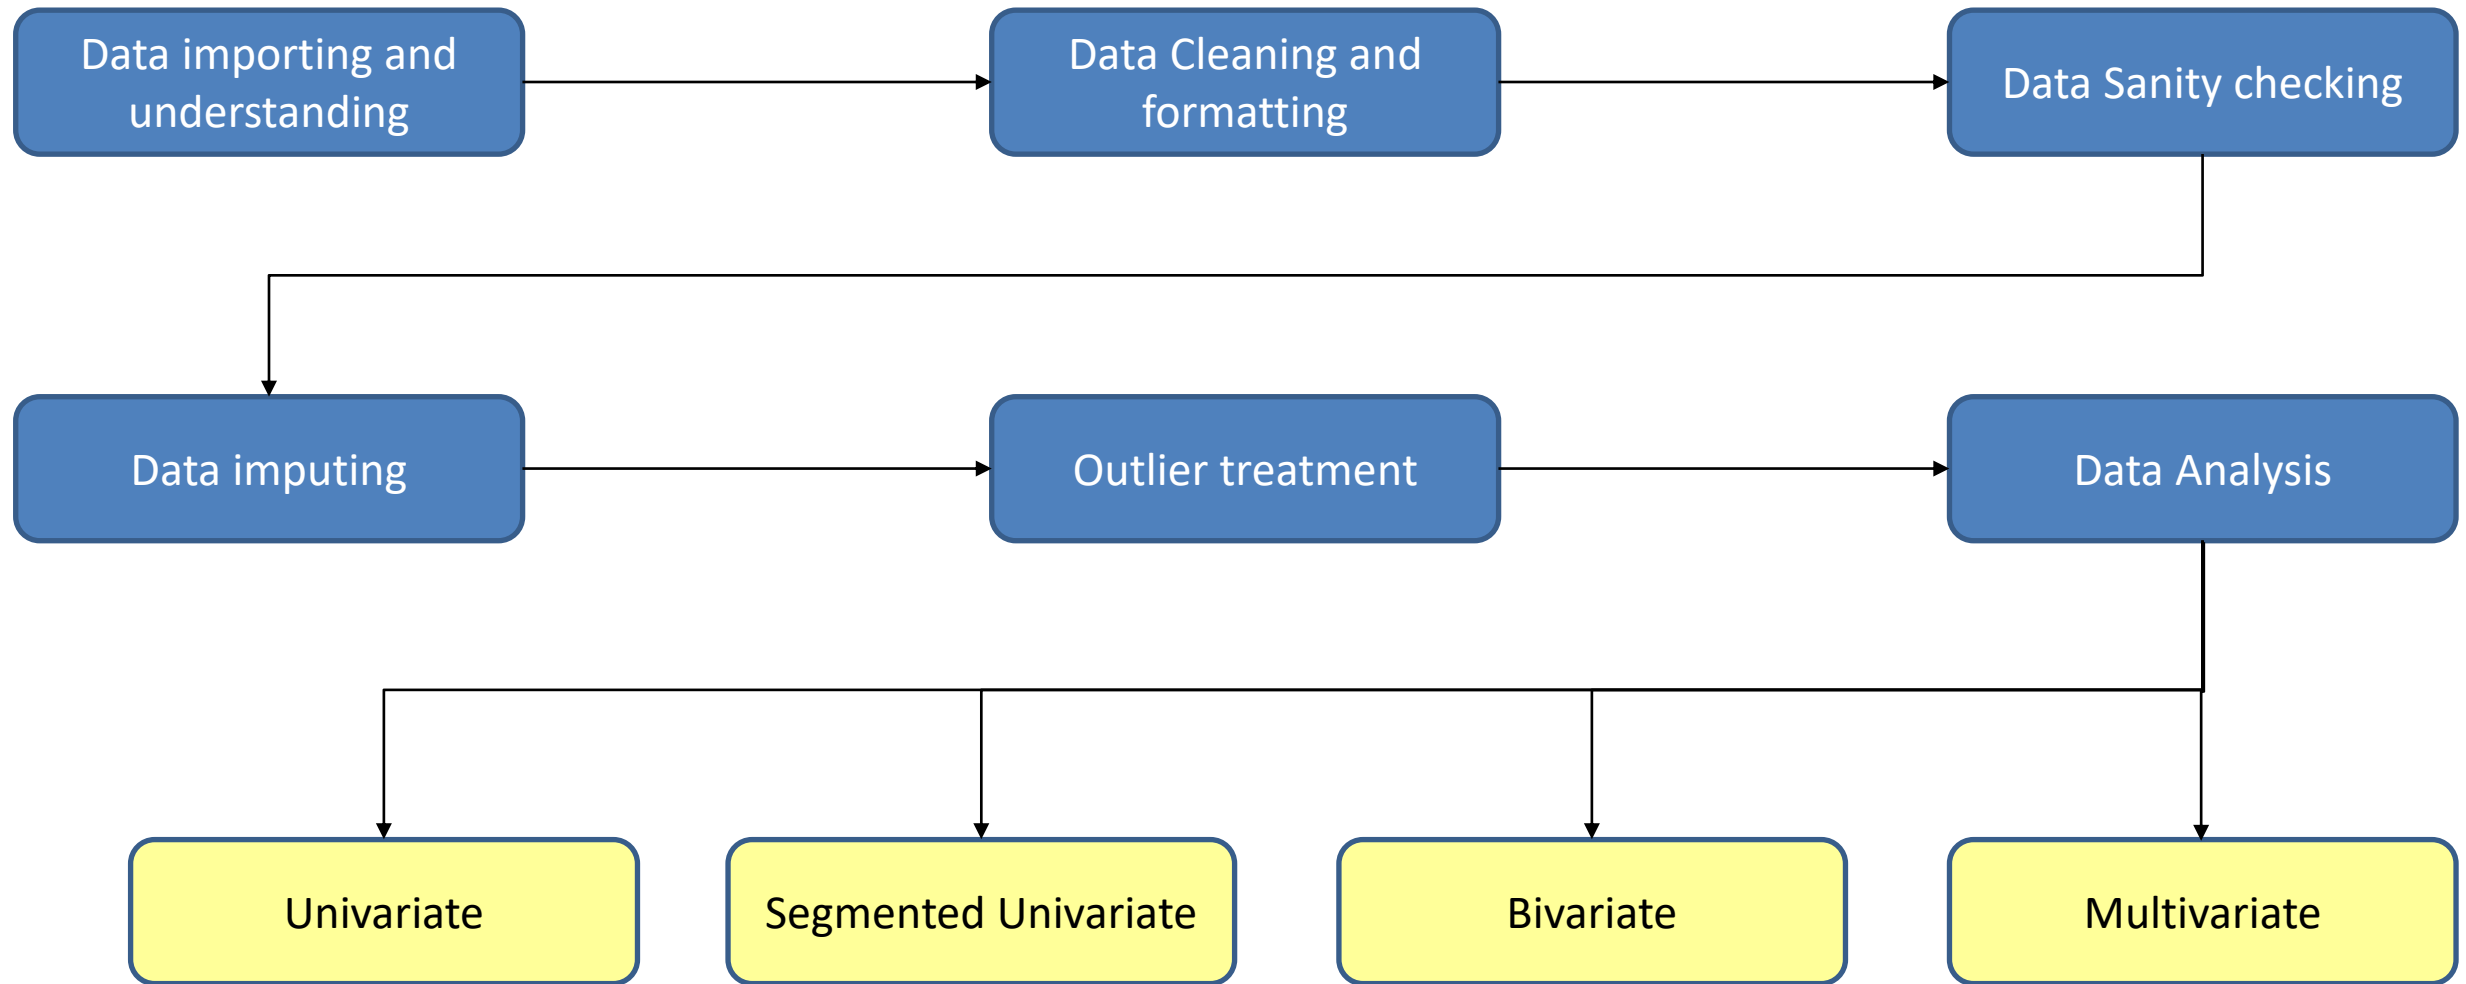 Data importing and
understanding
Data Cleaning and
formatting
Data Sanity checking
Data imputing
Outlier treatment
Data Analysis
Univariate
Segmented Univariate
Bivariate
Multivariate